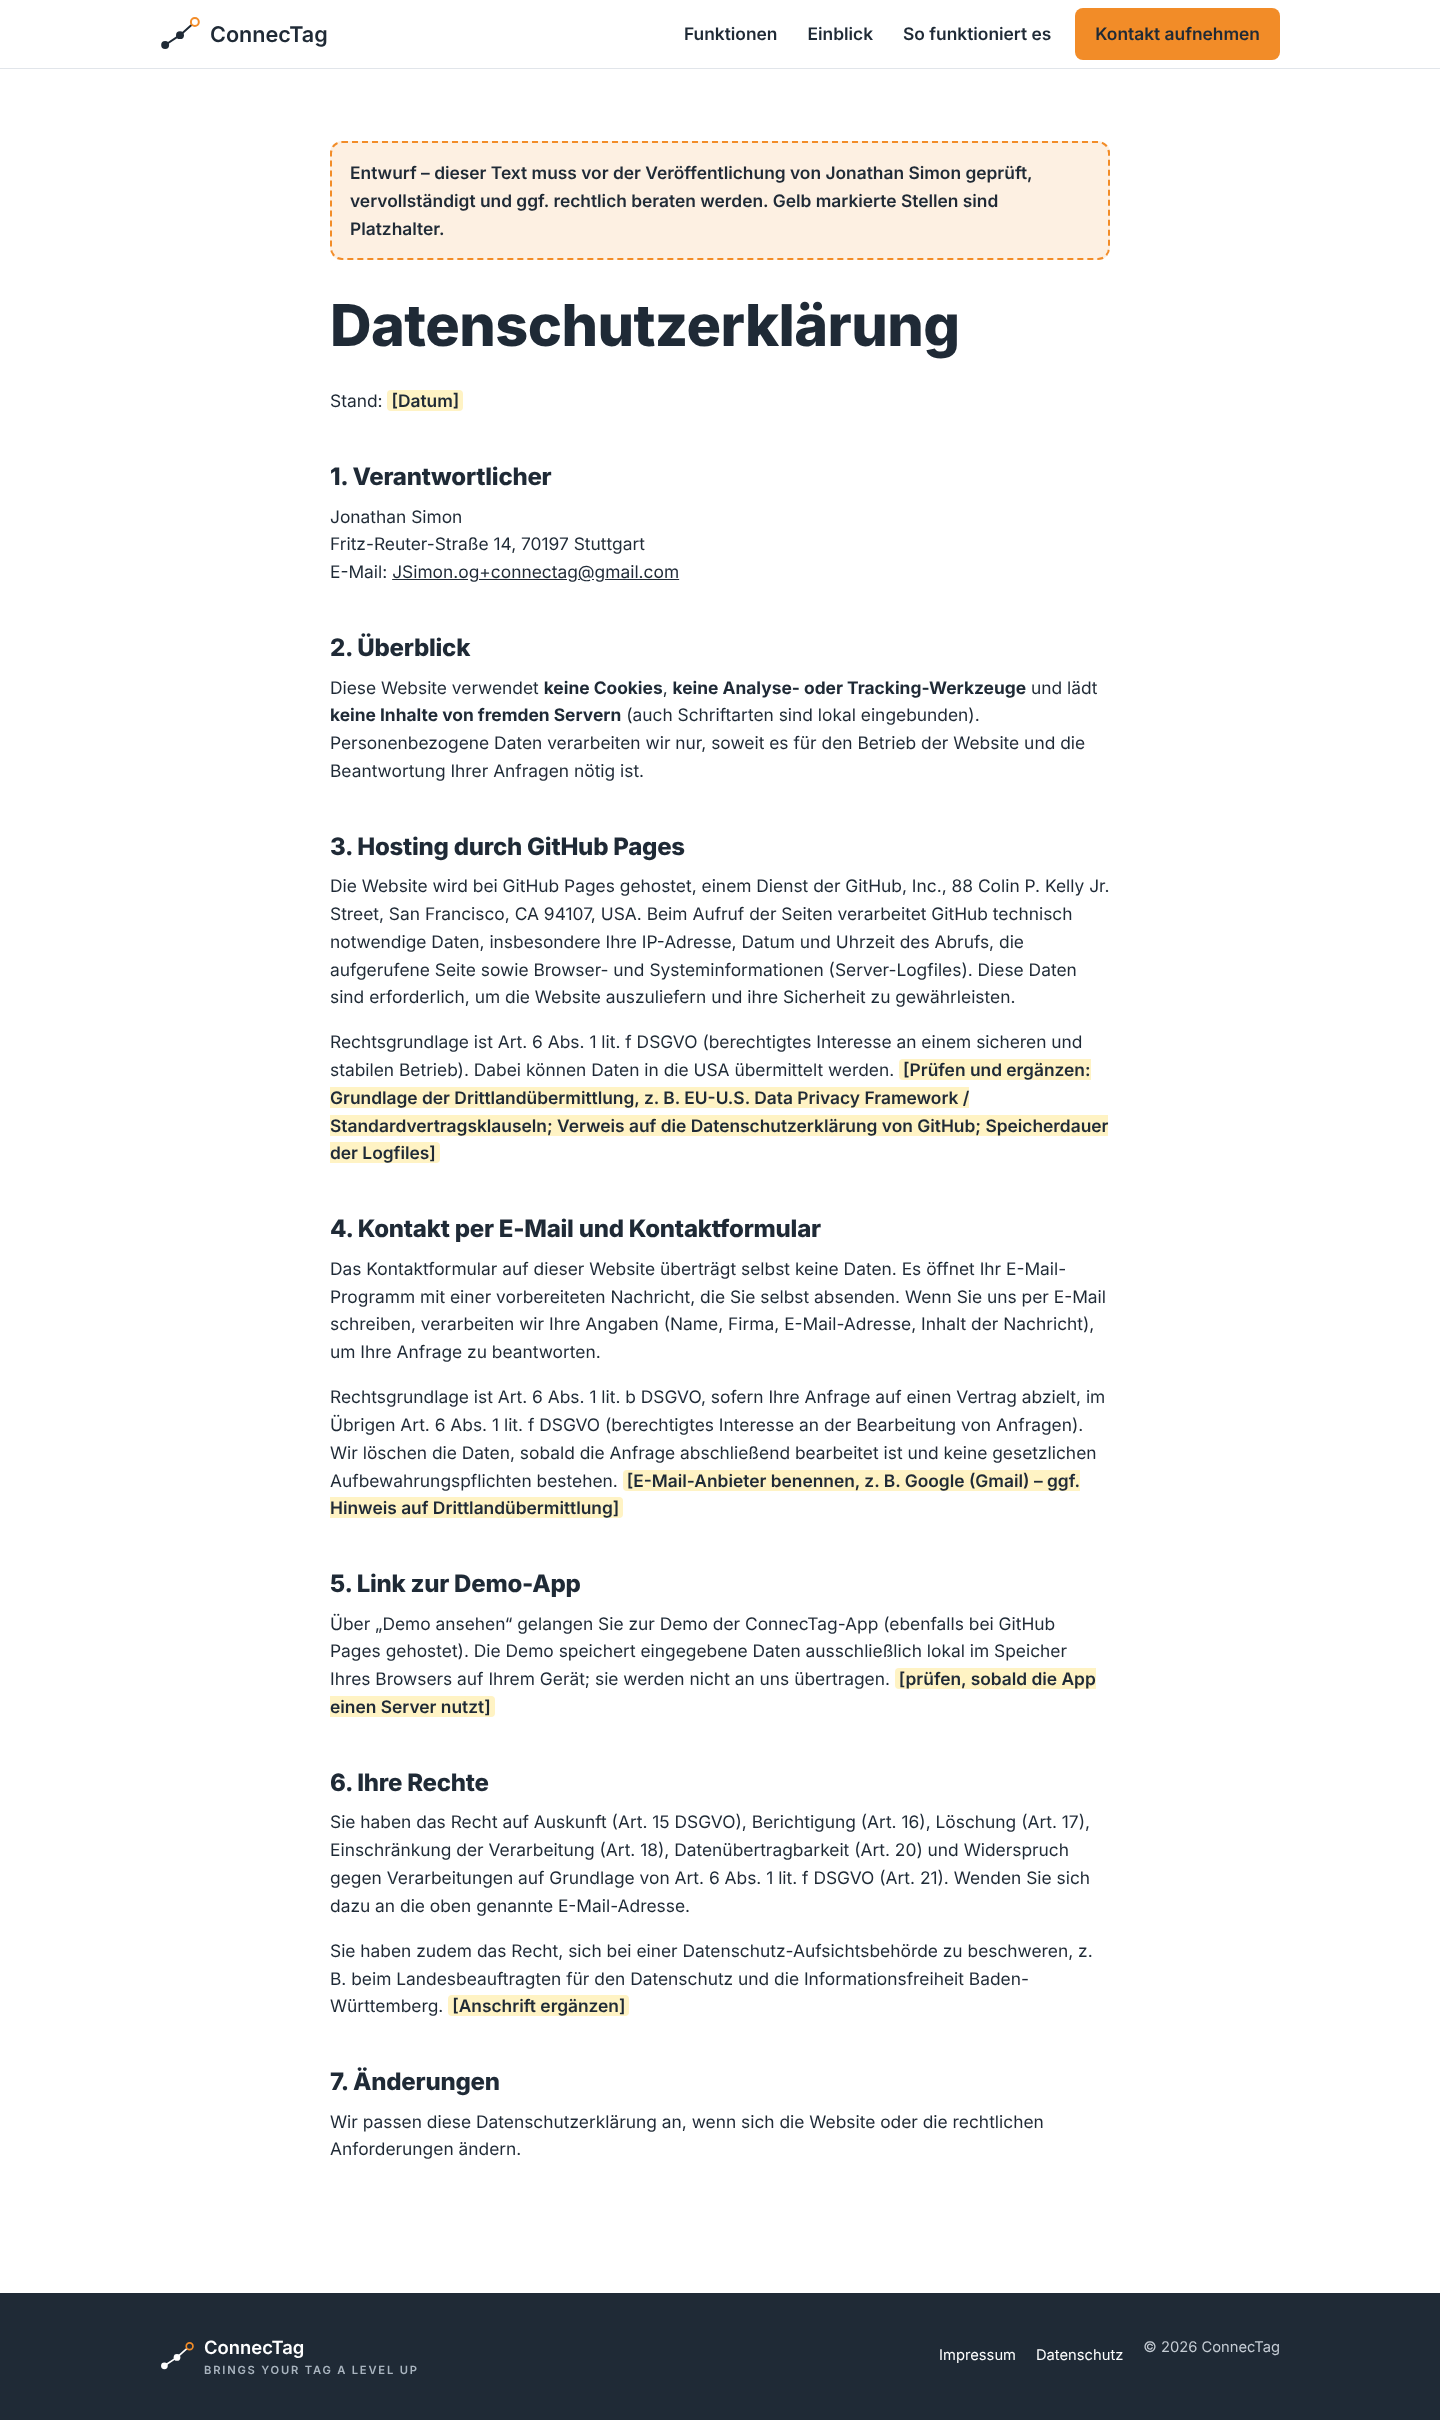 ConnecTag
Funktionen Einblick So funktioniert es Kontakt aufnehmen
Entwurf – dieser Text muss vor der Veröffentlichung von Jonathan Simon geprüft,
vervollständigt und ggf. rechtlich beraten werden. Gelb markierte Stellen sind
Platzhalter.
Datenschutzerklärung
Stand: [Datum]
1. Verantwortlicher
Jonathan Simon
Fritz-Reuter-Straße 14, 70197 Stuttgart
E-Mail: JSimon.og+connectag@gmail.com
2. Überblick
Diese Website verwendet keine Cookies, keine Analyse- oder Tracking-Werkzeuge und lädt
keine Inhalte von fremden Servern (auch Schriftarten sind lokal eingebunden).
Personenbezogene Daten verarbeiten wir nur, soweit es für den Betrieb der Website und die
Beantwortung Ihrer Anfragen nötig ist.
3. Hosting durch GitHub Pages
Die Website wird bei GitHub Pages gehostet, einem Dienst der GitHub, Inc., 88 Colin P. Kelly Jr.
Street, San Francisco, CA 94107, USA. Beim Aufruf der Seiten verarbeitet GitHub technisch
notwendige Daten, insbesondere Ihre IP-Adresse, Datum und Uhrzeit des Abrufs, die
aufgerufene Seite sowie Browser- und Systeminformationen (Server-Logfiles). Diese Daten
sind erforderlich, um die Website auszuliefern und ihre Sicherheit zu gewährleisten.
Rechtsgrundlage ist Art. 6 Abs. 1 lit. f DSGVO (berechtigtes Interesse an einem sicheren und
stabilen Betrieb). Dabei können Daten in die USA übermittelt werden. [Prüfen und ergänzen:
Grundlage der Drittlandübermittlung, z. B. EU-U.S. Data Privacy Framework /
Standardvertragsklauseln; Verweis auf die Datenschutzerklärung von GitHub; Speicherdauer
der Logfiles]
4. Kontakt per E-Mail und Kontaktformular
Das Kontaktformular auf dieser Website überträgt selbst keine Daten. Es öffnet Ihr E-Mail-
Programm mit einer vorbereiteten Nachricht, die Sie selbst absenden. Wenn Sie uns per E-Mail
schreiben, verarbeiten wir Ihre Angaben (Name, Firma, E-Mail-Adresse, Inhalt der Nachricht),
um Ihre Anfrage zu beantworten.
Rechtsgrundlage ist Art. 6 Abs. 1 lit. b DSGVO, sofern Ihre Anfrage auf einen Vertrag abzielt, im
Übrigen Art. 6 Abs. 1 lit. f DSGVO (berechtigtes Interesse an der Bearbeitung von Anfragen).
Wir löschen die Daten, sobald die Anfrage abschließend bearbeitet ist und keine gesetzlichen
Aufbewahrungspflichten bestehen. [E-Mail-Anbieter benennen, z. B. Google (Gmail) – ggf.
Hinweis auf Drittlandübermittlung]
5. Link zur Demo-App
Über „Demo ansehen“ gelangen Sie zur Demo der ConnecTag-App (ebenfalls bei GitHub
Pages gehostet). Die Demo speichert eingegebene Daten ausschließlich lokal im Speicher
Ihres Browsers auf Ihrem Gerät; sie werden nicht an uns übertragen. [prüfen, sobald die App
einen Server nutzt]
6. Ihre Rechte
Sie haben das Recht auf Auskunft (Art. 15 DSGVO), Berichtigung (Art. 16), Löschung (Art. 17),
Einschränkung der Verarbeitung (Art. 18), Datenübertragbarkeit (Art. 20) und Widerspruch
gegen Verarbeitungen auf Grundlage von Art. 6 Abs. 1 lit. f DSGVO (Art. 21). Wenden Sie sich
dazu an die oben genannte E-Mail-Adresse.
Sie haben zudem das Recht, sich bei einer Datenschutz-Aufsichtsbehörde zu beschweren, z.
B. beim Landesbeauftragten für den Datenschutz und die Informationsfreiheit Baden-
Württemberg. [Anschrift ergänzen]
7. Änderungen
Wir passen diese Datenschutzerklärung an, wenn sich die Website oder die rechtlichen
Anforderungen ändern.
ConnecTag
BRINGS YOUR TAG A LEVEL UP
Impressum Datenschutz © 2026 ConnecTag